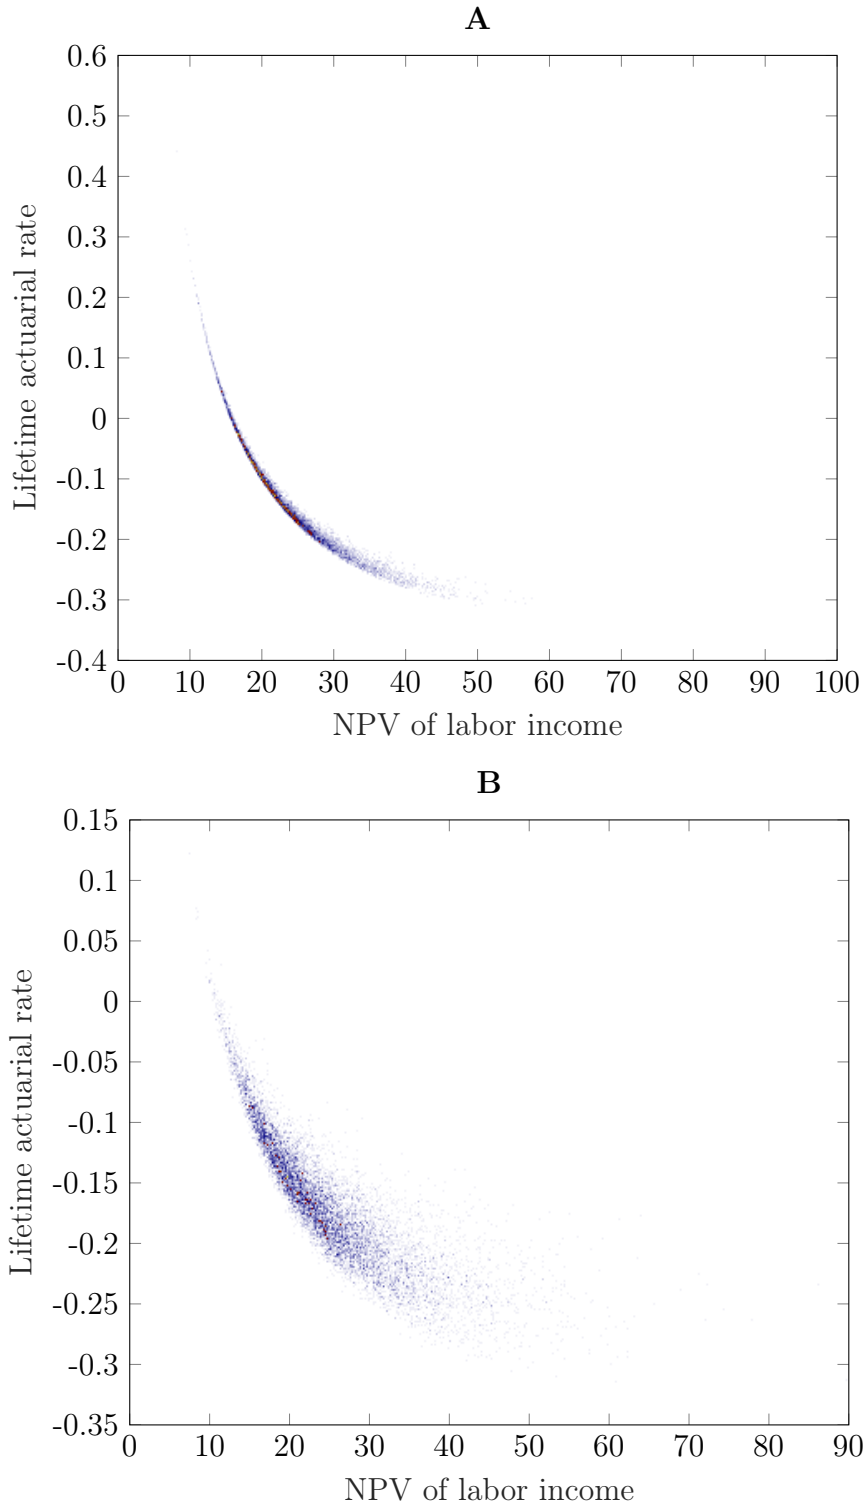 A
0.6
0.5
0.4
0.3
0.2
0.1
0
-0.1
-0.2
-0.3
-0.4
0 10 20 30 40 50 60 70 80 90 100
Lifetime actuarial rate
NPV of labor income
B
0.15
0.1
0.05
0
-0.05
-0.1
-0.15
-0.2
-0.25
-0.3
-0.35
0 10 20 30 40 50 60 70 80 90
Lifetime actuarial rate
NPV of labor income